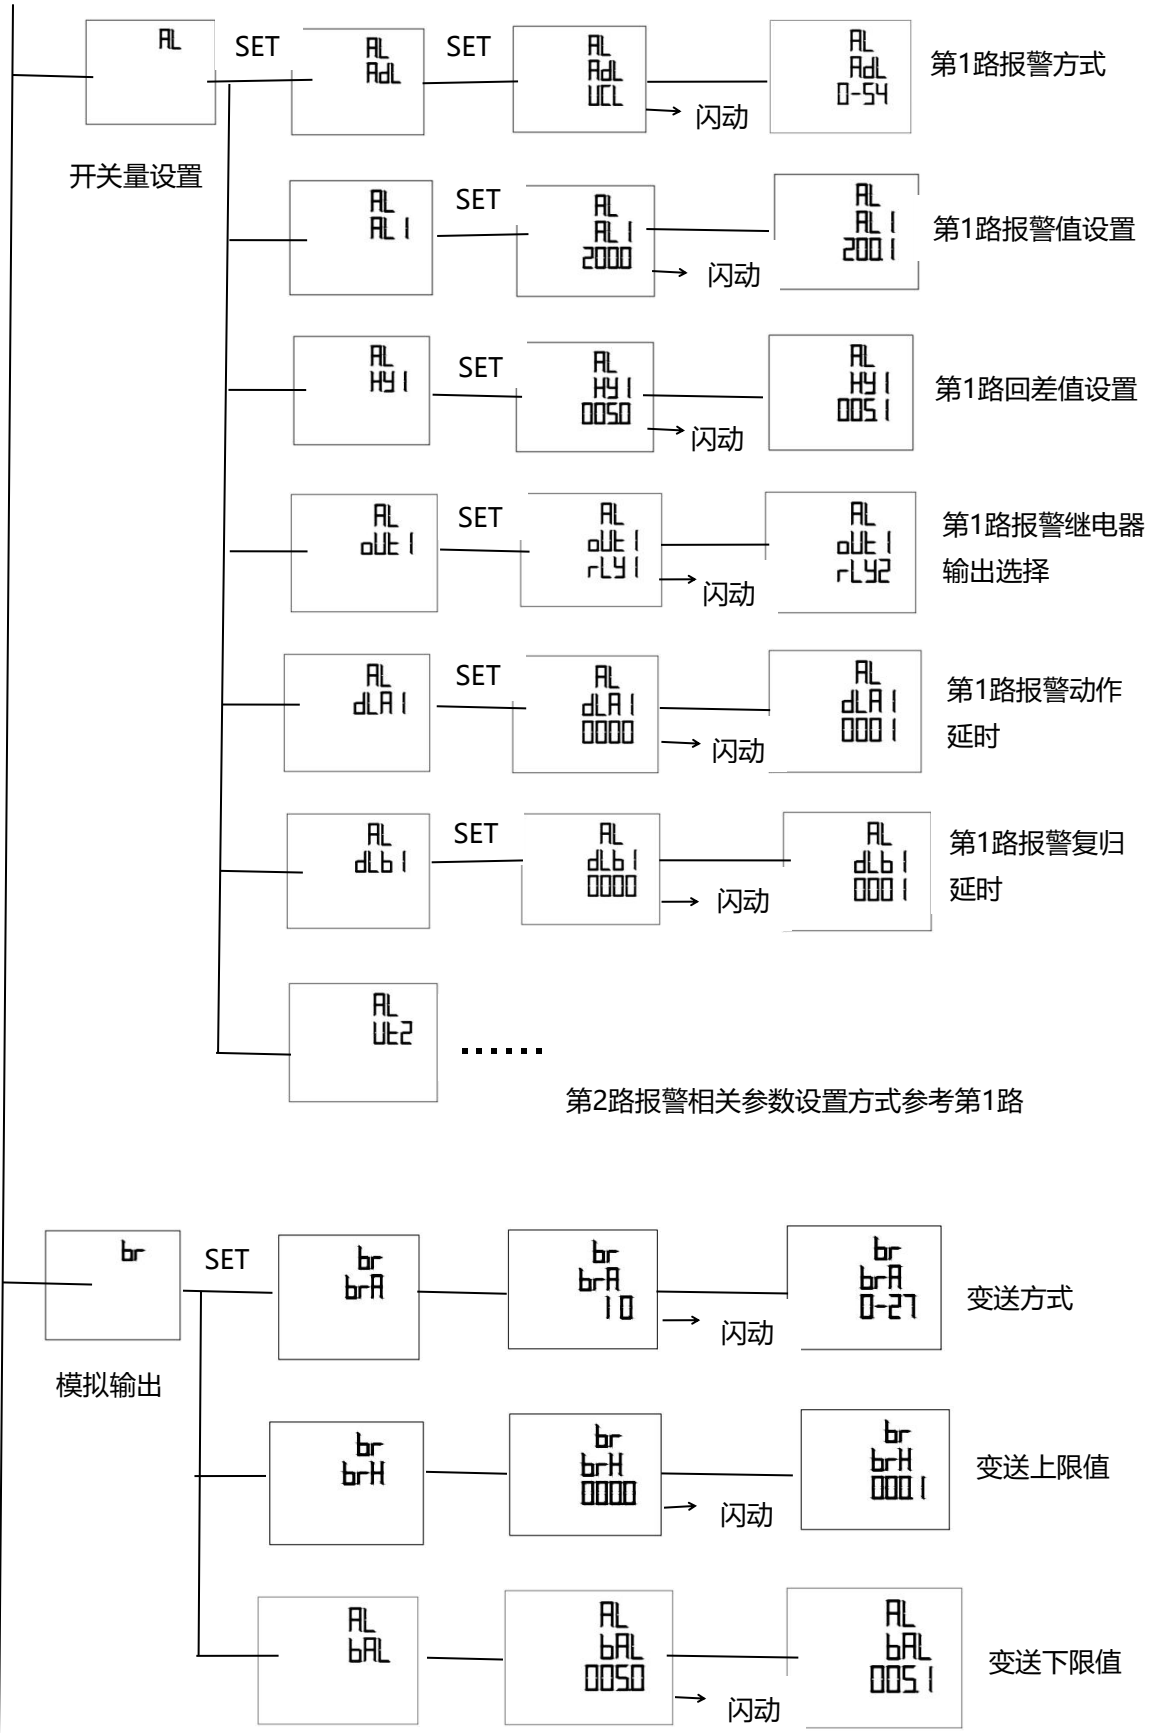 AL
SET
AL
AdL
SET
AL
AdL
UCL
闪动
AL
AdL
0-54
第1路报警方式
开关量设置
AL
AL1
SET
AL
AL1
2000
闪动
AL
AL1
200.1
第1路报警值设置
AL
HY1
SET
AL
HY1
0050
闪动
AL
HY1
005.1
第1路回差值设置
AL
oUt1
SET
AL
oUt1
rLY1
闪动
AL
oUt1
rLY2
第1路报警继电器
输出选择
AL
dLA1
SET
AL
dLA1
0000
闪动
AL
dLA1
0001
第1路报警动作
延时
AL
dLb1
SET
AL
dLb1
0000
闪动
AL
dLb1
0001
第1路报警复归
延时
AL
Ut2
······
第2路报警相关参数设置方式参考第1路
br
SET
br
brA
br
brA
10
闪动
br
brA
0-27
变送方式
模拟输出
br
brH
br
brH
0000
闪动
br
brH
000.1
变送上限值
AL
bAL
AL
bAL
0050
闪动
AL
bAL
005.1
变送下限值